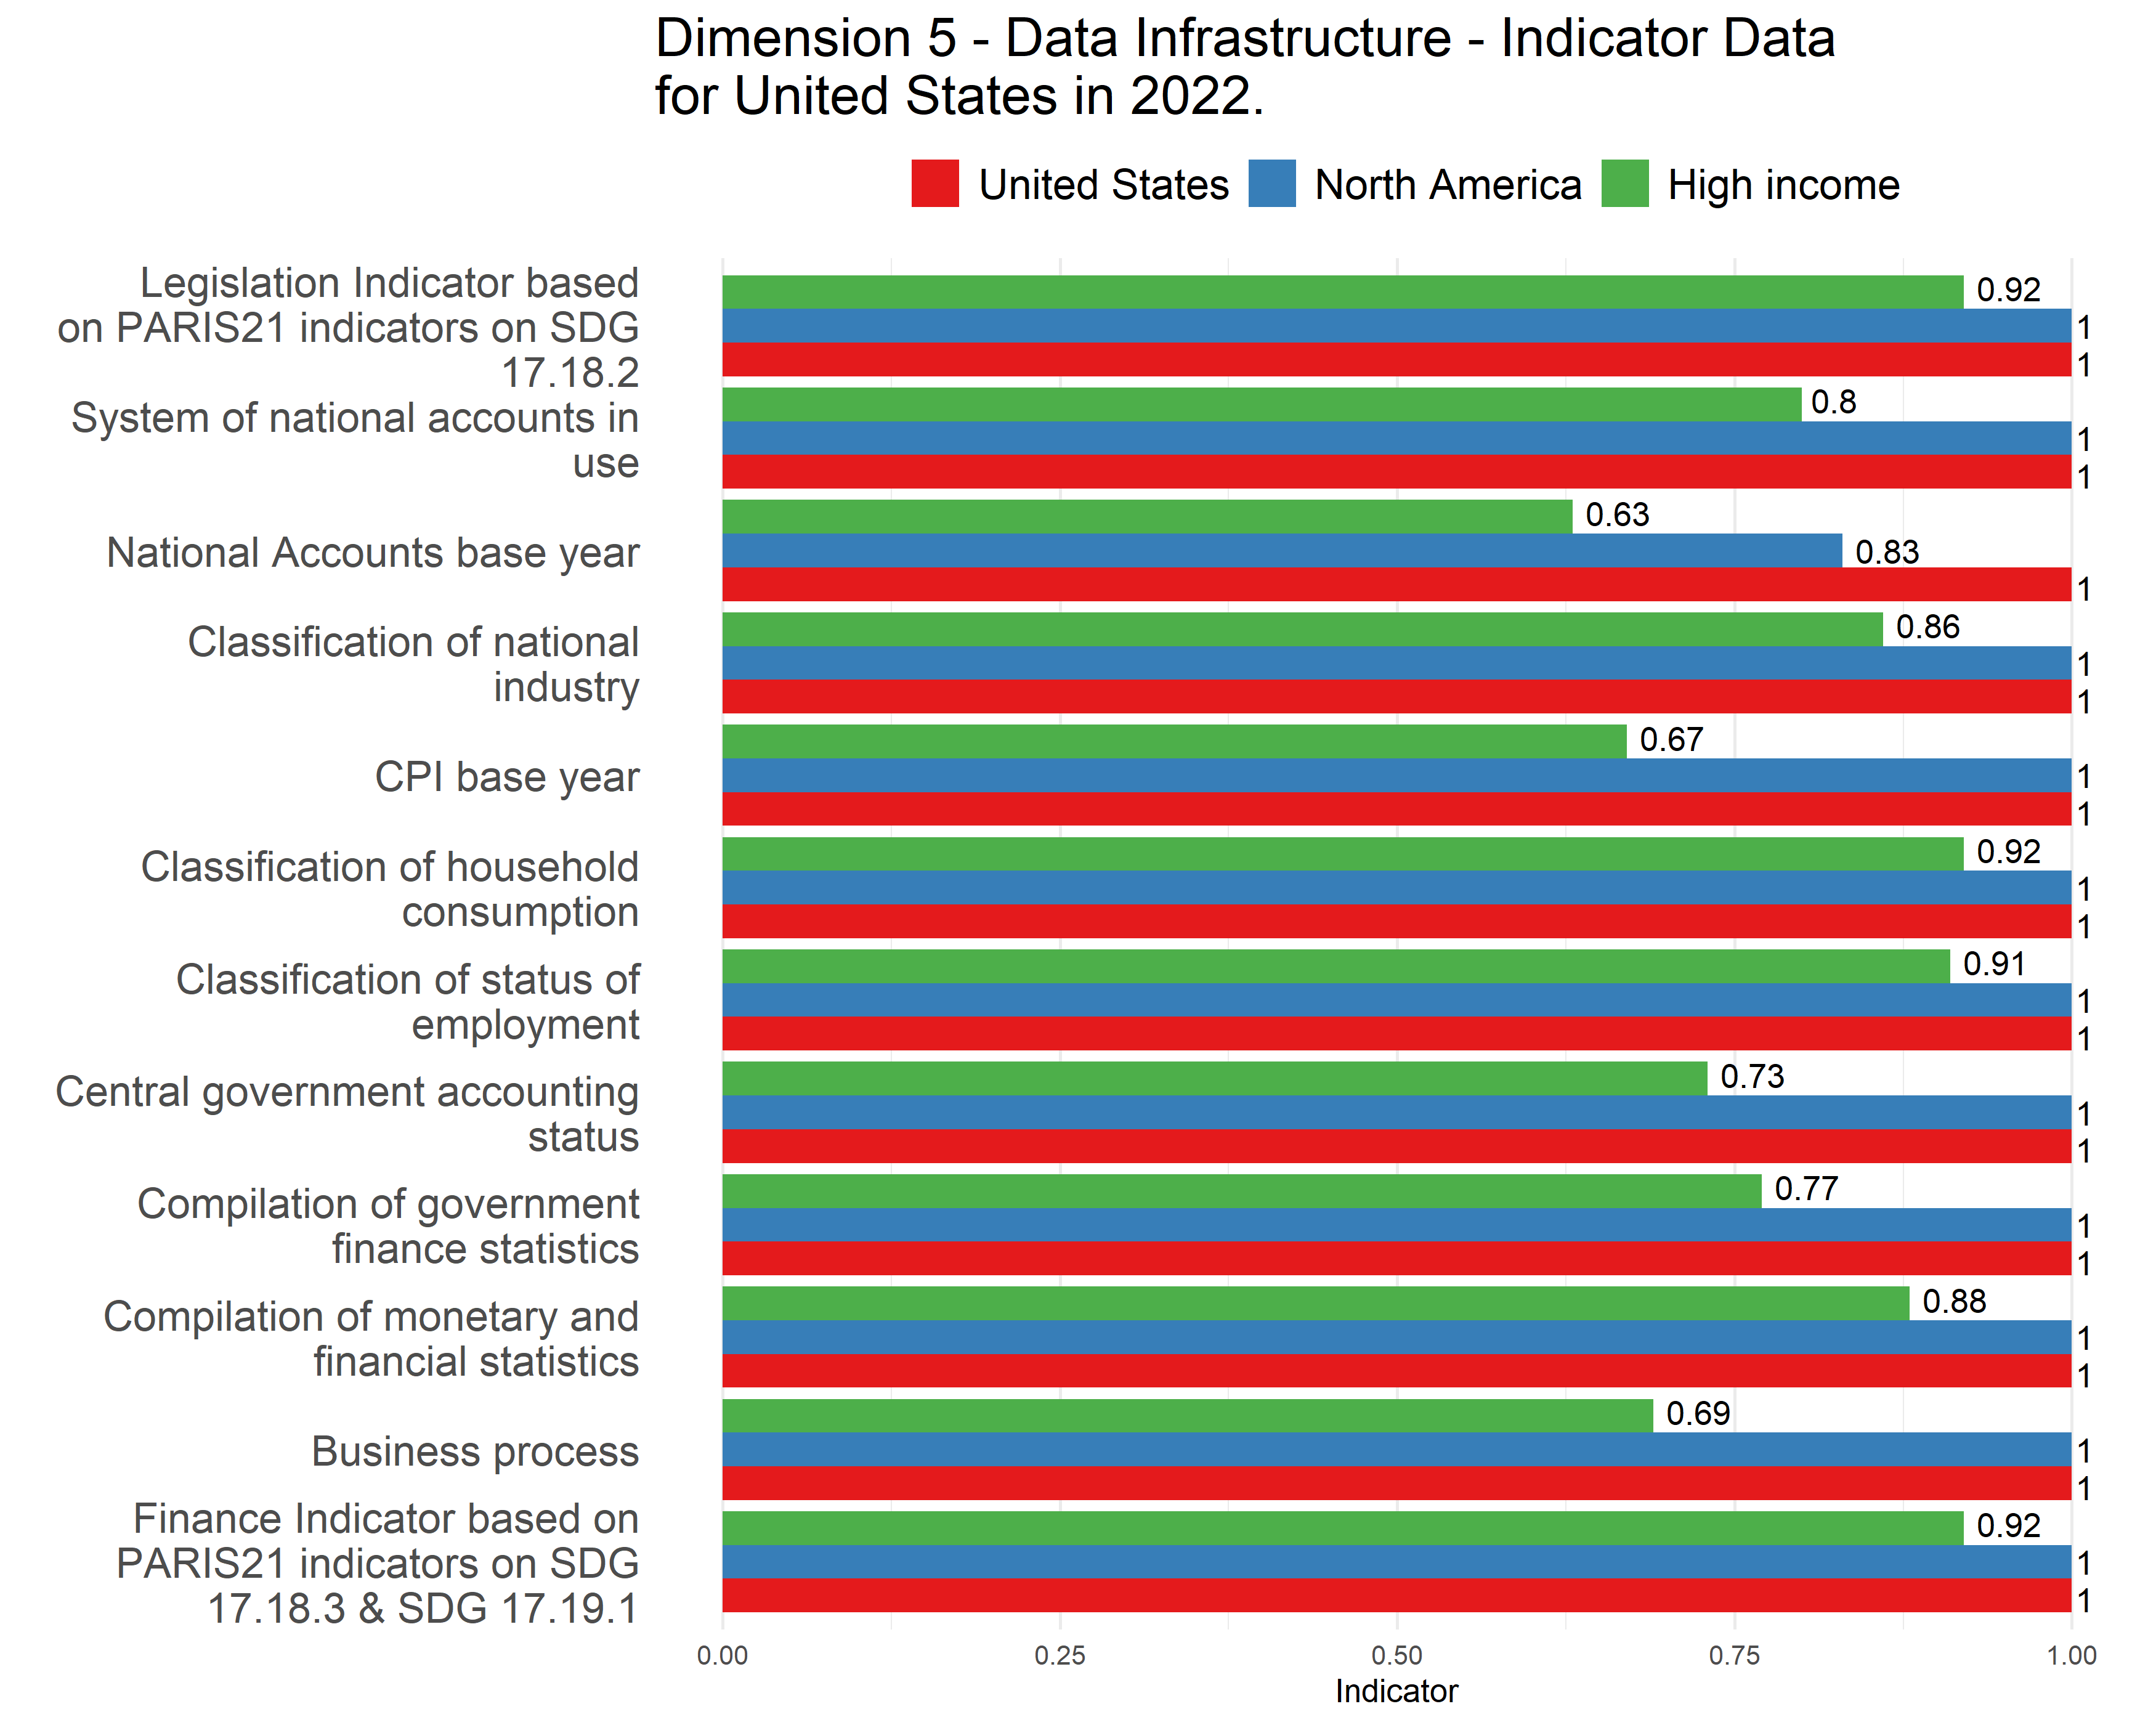 Dimension 5 - Data Infrastructure - Indicator Data
for United States in 2022.
United States North America High income
Legislation Indicator based
on PARIS21 indicators on SDG
17.18.2
0.92
1
1
System of national accounts in
use
0.8
1
1
National Accounts base year
0.63
0.83
1
Classification of national
industry
0.86
1
1
CPI base year
0.67
1
1
Classification of household
consumption
0.92
1
1
Classification of status of
employment
0.91
1
1
Central government accounting
status
0.73
1
1
Compilation of government
finance statistics
0.77
1
1
Compilation of monetary and
financial statistics
0.88
1
1
Business process
0.69
1
1
Finance Indicator based on
PARIS21 indicators on SDG
17.18.3 & SDG 17.19.1
0.92
1
1
0.00 0.25 0.50 0.75 1.00
Indicator